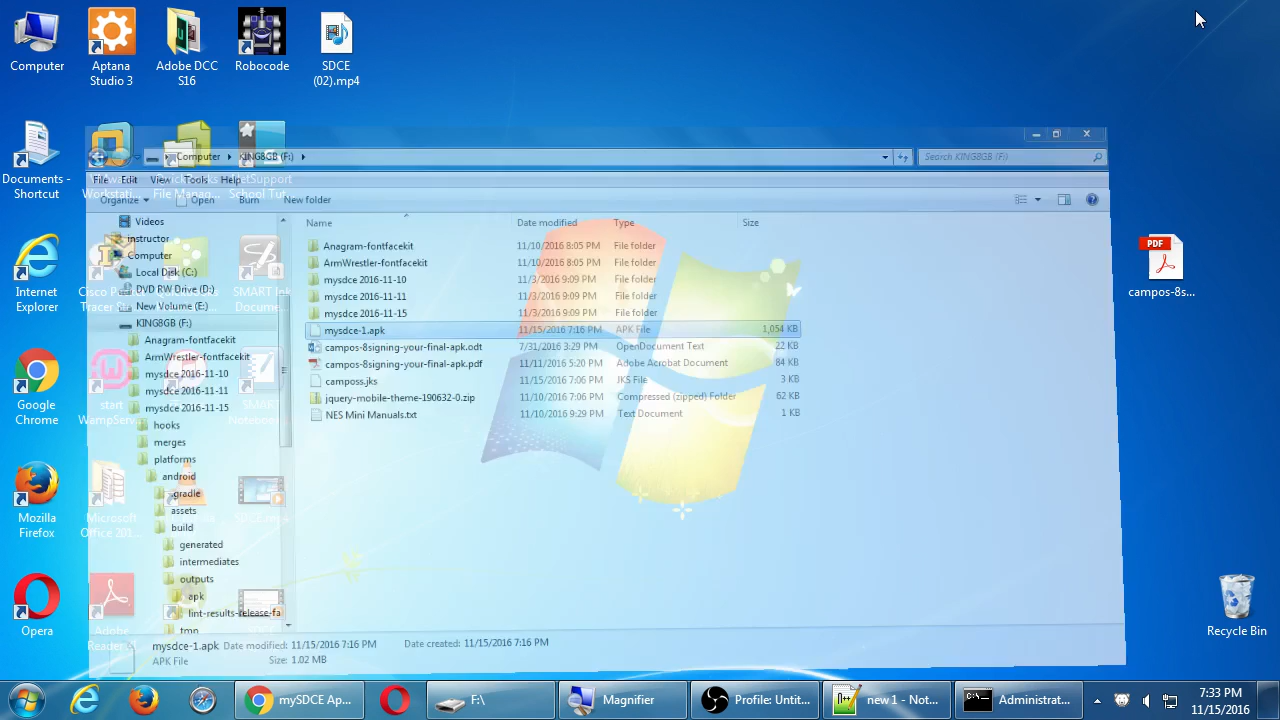 Computer
Aptana
Studio 3
Adobe DCC
S16
Robocode
SDCE
(02).mp4
Documents -
Shortcut
Internet
Explorer
Google
Chrome
Mozilla
Firefox
Opera
campos-8s...
PDF
Recycle Bin
Computer
KING8GB (F:)
Search KING8GB (F:)
File Edit View Tools Help
Organize
Open
Burn
New folder
Name
Date modified
Type
Size
Anagram-fontfacekit 11/10/2016 8:05 PM File folder
ArmWrestler-fontfacekit 11/10/2016 8:05 PM File folder
mysdce 2016-11-10 11/3/2016 9:09 PM File folder
mysdce 2016-11-11 11/3/2016 9:09 PM File folder
mysdce 2016-11-15 11/3/2016 9:09 PM File folder
mysdce-1.apk 11/15/2016 7:16 PM APK File 1,054 KB
campos-8signing-your-final-apk.odt 7/31/2016 3:29 PM OpenDocument Text 22 KB
campos-8signing-your-final-apk.pdf 11/11/2016 5:20 PM Adobe Acrobat Document 84 KB
camposs.jks 11/15/2016 7:06 PM JKS File 3 KB
jquery-mobile-theme-190632-0.zip 11/10/2016 7:06 PM Compressed (zipped) Folder 62 KB
NES Mini Manuals.txt 11/10/2016 9:29 PM Text Document 1 KB
Videos
instructor
Computer
Local Disk (C:)
DVD RW Drive (D:)
New Volume (E:)
KING8GB (F:)
Anagram-fontfacekit
ArmWrestler-fontfacekit
mysdce 2016-11-10
mysdce 2016-11-11
mysdce 2016-11-15
hooks
merges
platforms
android
.gradle
assets
build
generated
intermediates
outputs
apk
lint-results-release-fa
tmp
File Manag...
NetSupport
School Tut...
Cisco Packet
Tracer
SMART Ink
Docume...
start
WampServ...
SMART
Notebook
Microsoft
Office 201...
Adobe
Reader
mysdce-1.apk Date modified: 11/15/2016 7:16 PM Date created: 11/15/2016 7:16 PM
APK File Size: 1.02 MB
mySDCE Ap...
F:\
Magnifier
Profile: Untit...
new 1 - Not...
Administrat...
7:33 PM
11/15/2016